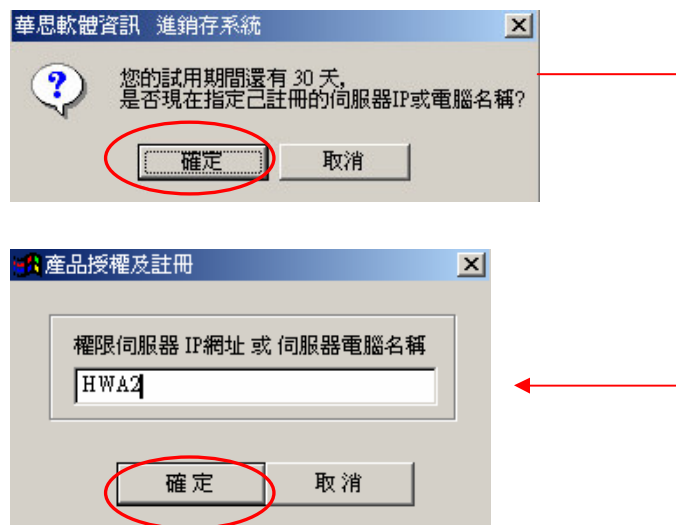 華思軟體資訊 進銷存系統
您的試用期間還有 30 天,
是否現在指定己註冊的伺服器IP或電腦名稱?
確定
取消
產品授權及註冊
權限伺服器 IP網址 或 伺服器電腦名稱
HWA2
確定
取消